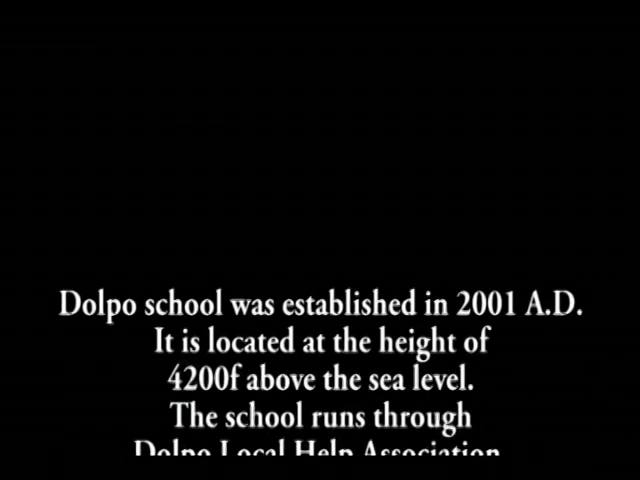 Dolpo school was established in 2001 A.D.
It is located at the height of
4200f above the sea level.
The school runs through
Dolpo Local Help Association